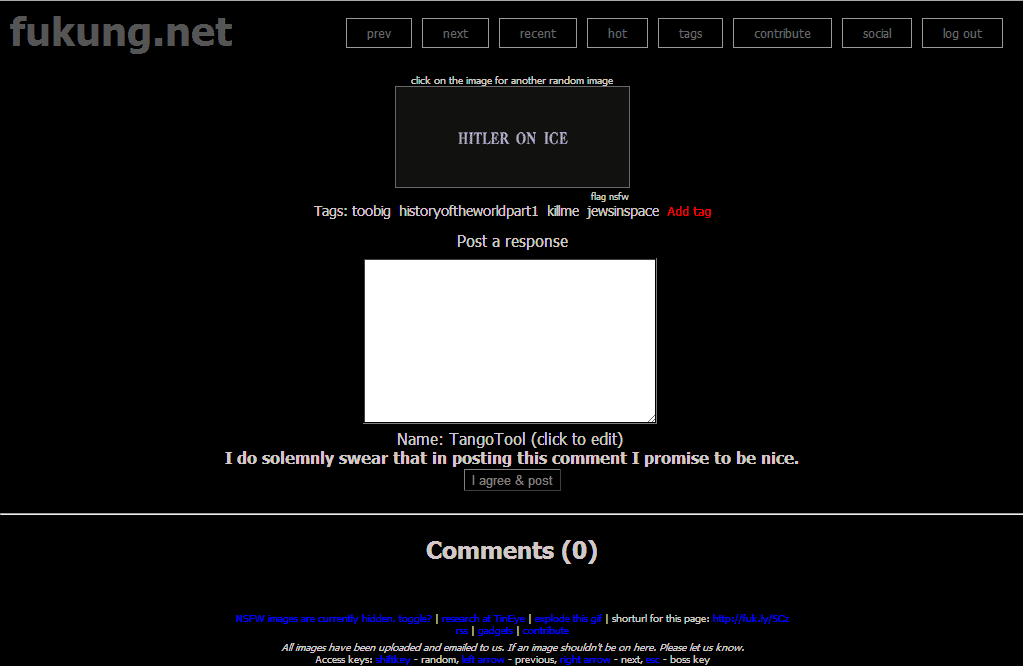 fukung.net
prev next recent hot tags contribute social log out
click on the image for another random image
HITLER ON ICE
flag nsfw
Tags: toobig historyoftheworldpart1 killme jewsinspace Add tag
Post a response
Name: TangoTool (click to edit)
I do solemnly swear that in posting this comment I promise to be nice.
I agree & post
Comments (0)
NSFW images are currently hidden. toggle? | research at TinEye | explode this gif | shorturl for this page: http://fuk.ly/SCz
rss | gadgets | contribute
All images have been uploaded and emailed to us. If an image shouldn't be on here. Please let us know.
Access keys: shiftkey - random, left arrow - previous, right arrow - next, esc - boss key